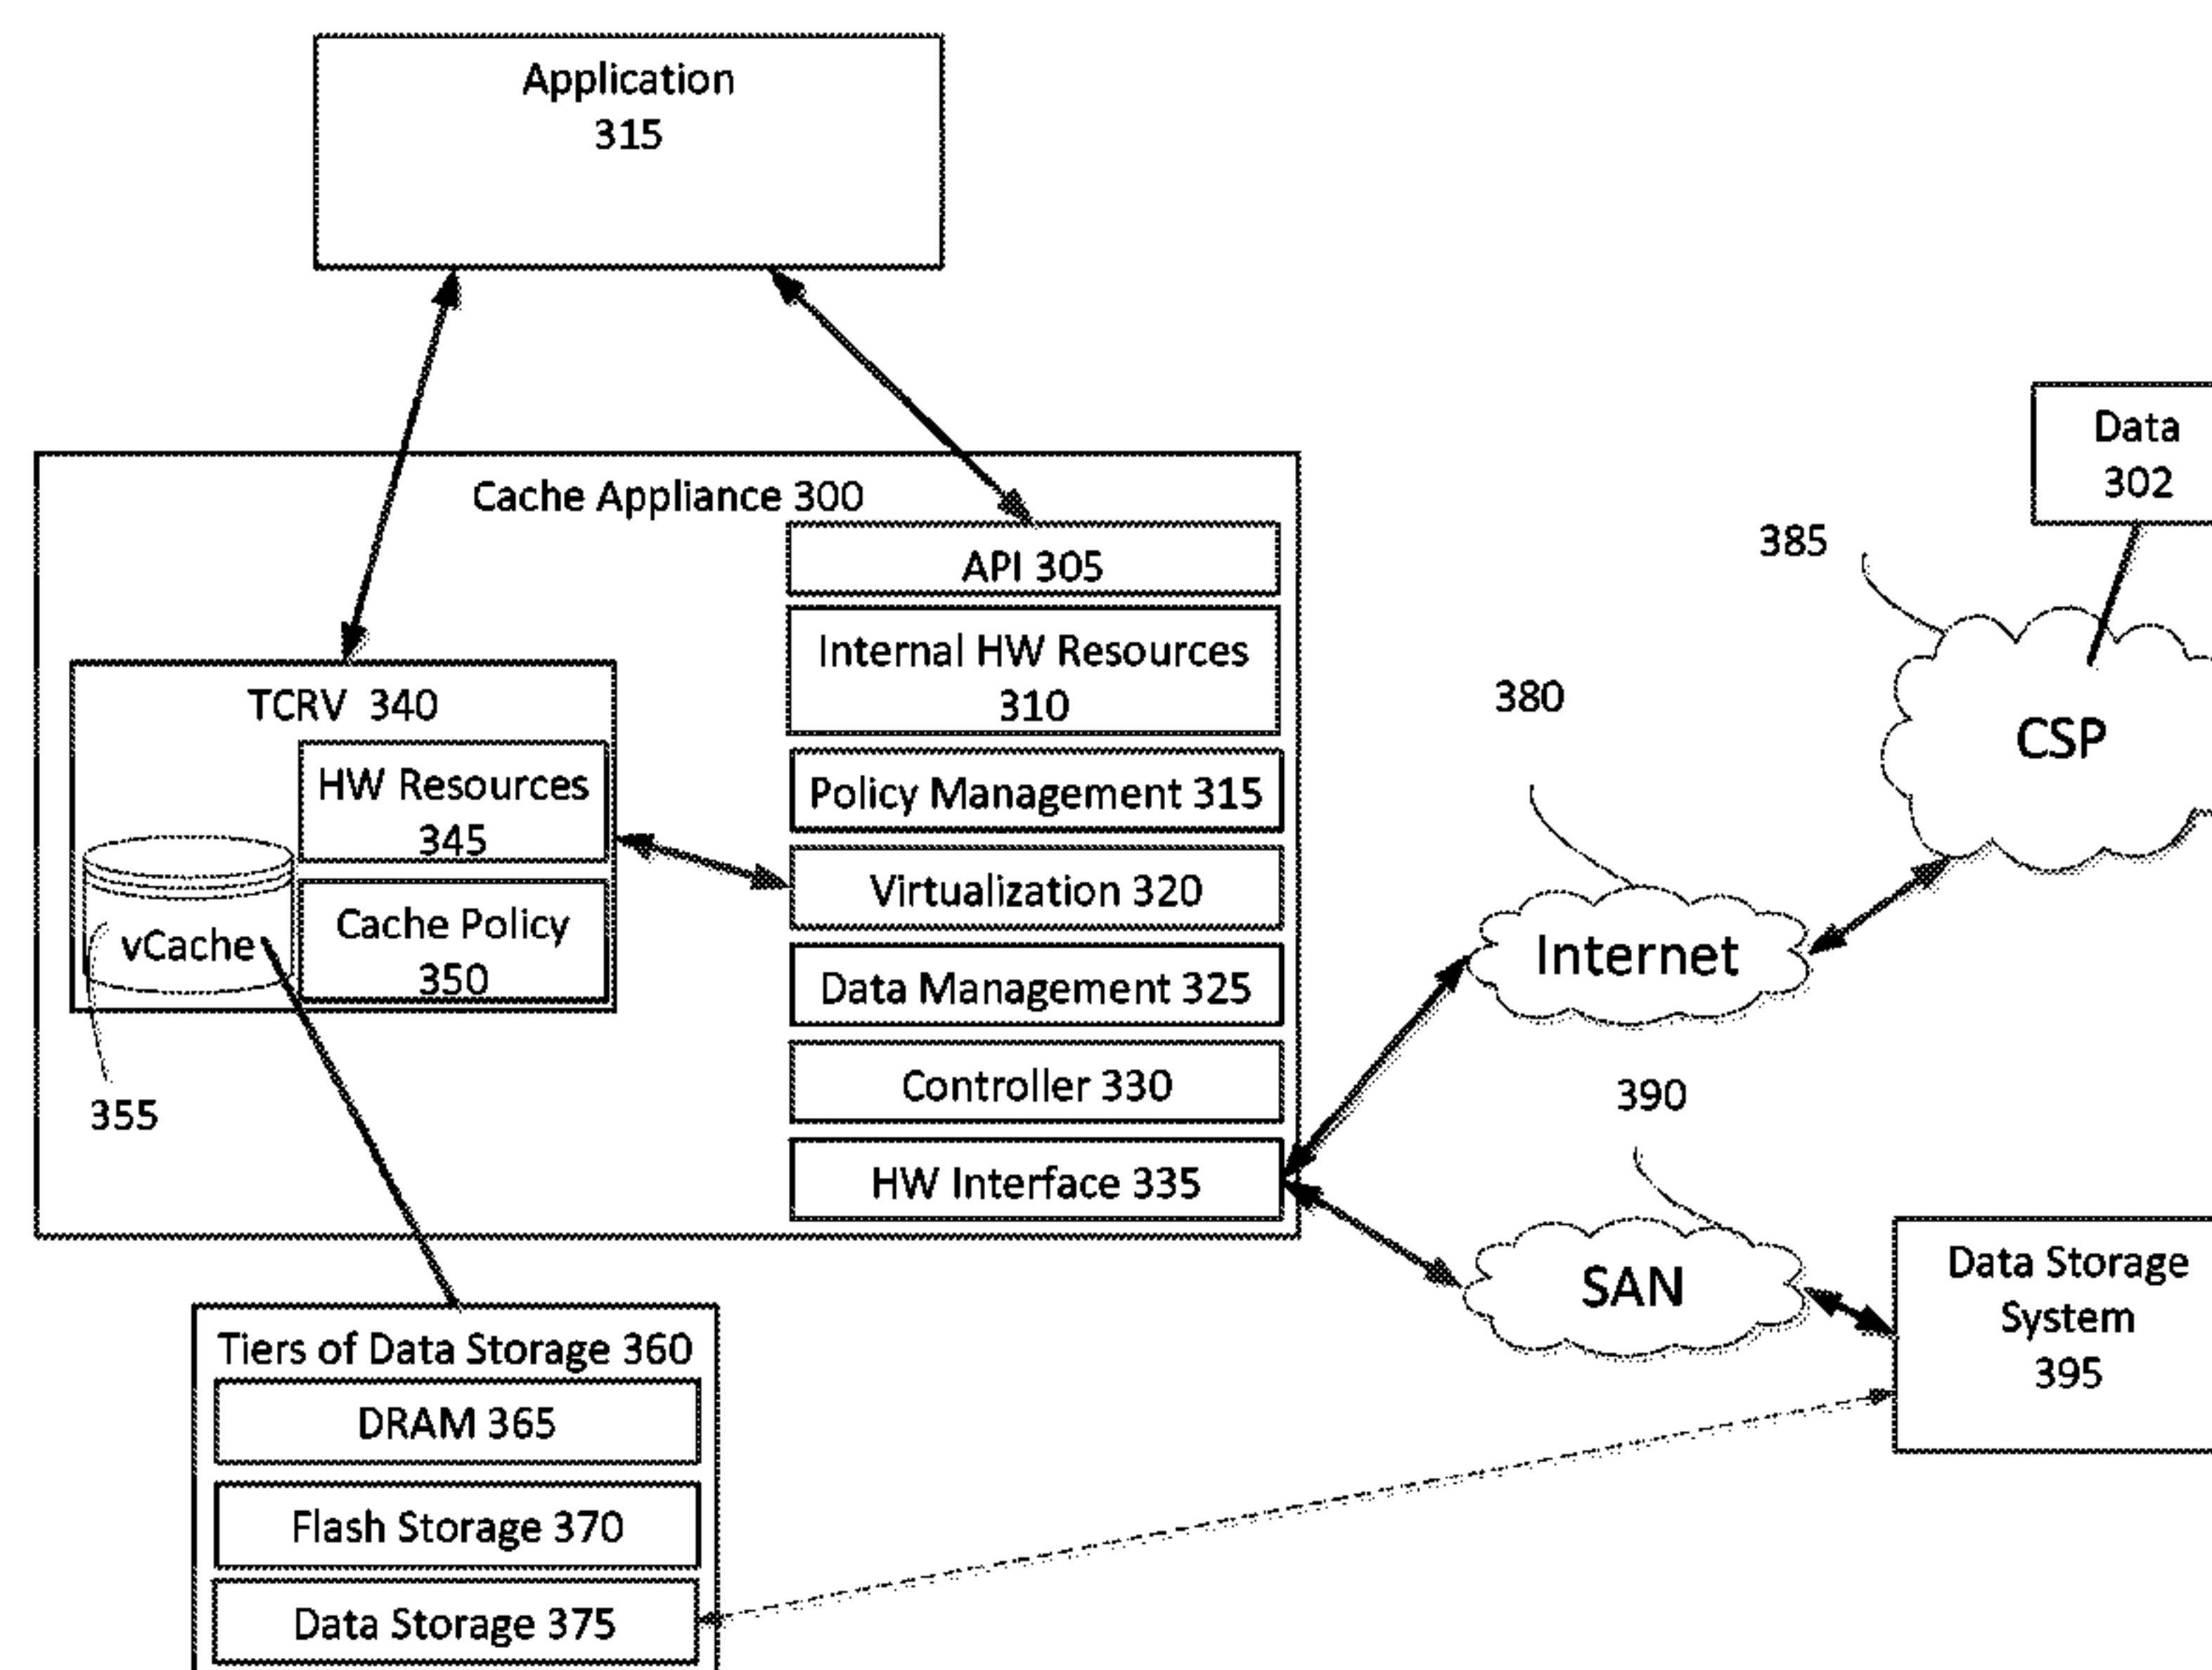 Application
315
Cache Appliance 300
API 305
Internal HW Resources
310
Policy Management 315
Virtualization 320
Data Management 325
Controller 330
HW Interface 335
TCRV 340
HW Resources
345
Cache Policy
350
vCache
355
Tiers of Data Storage 360
DRAM 365
Flash Storage 370
Data Storage 375
Data
302
385
CSP
380
Internet
390
SAN
Data Storage
System
395